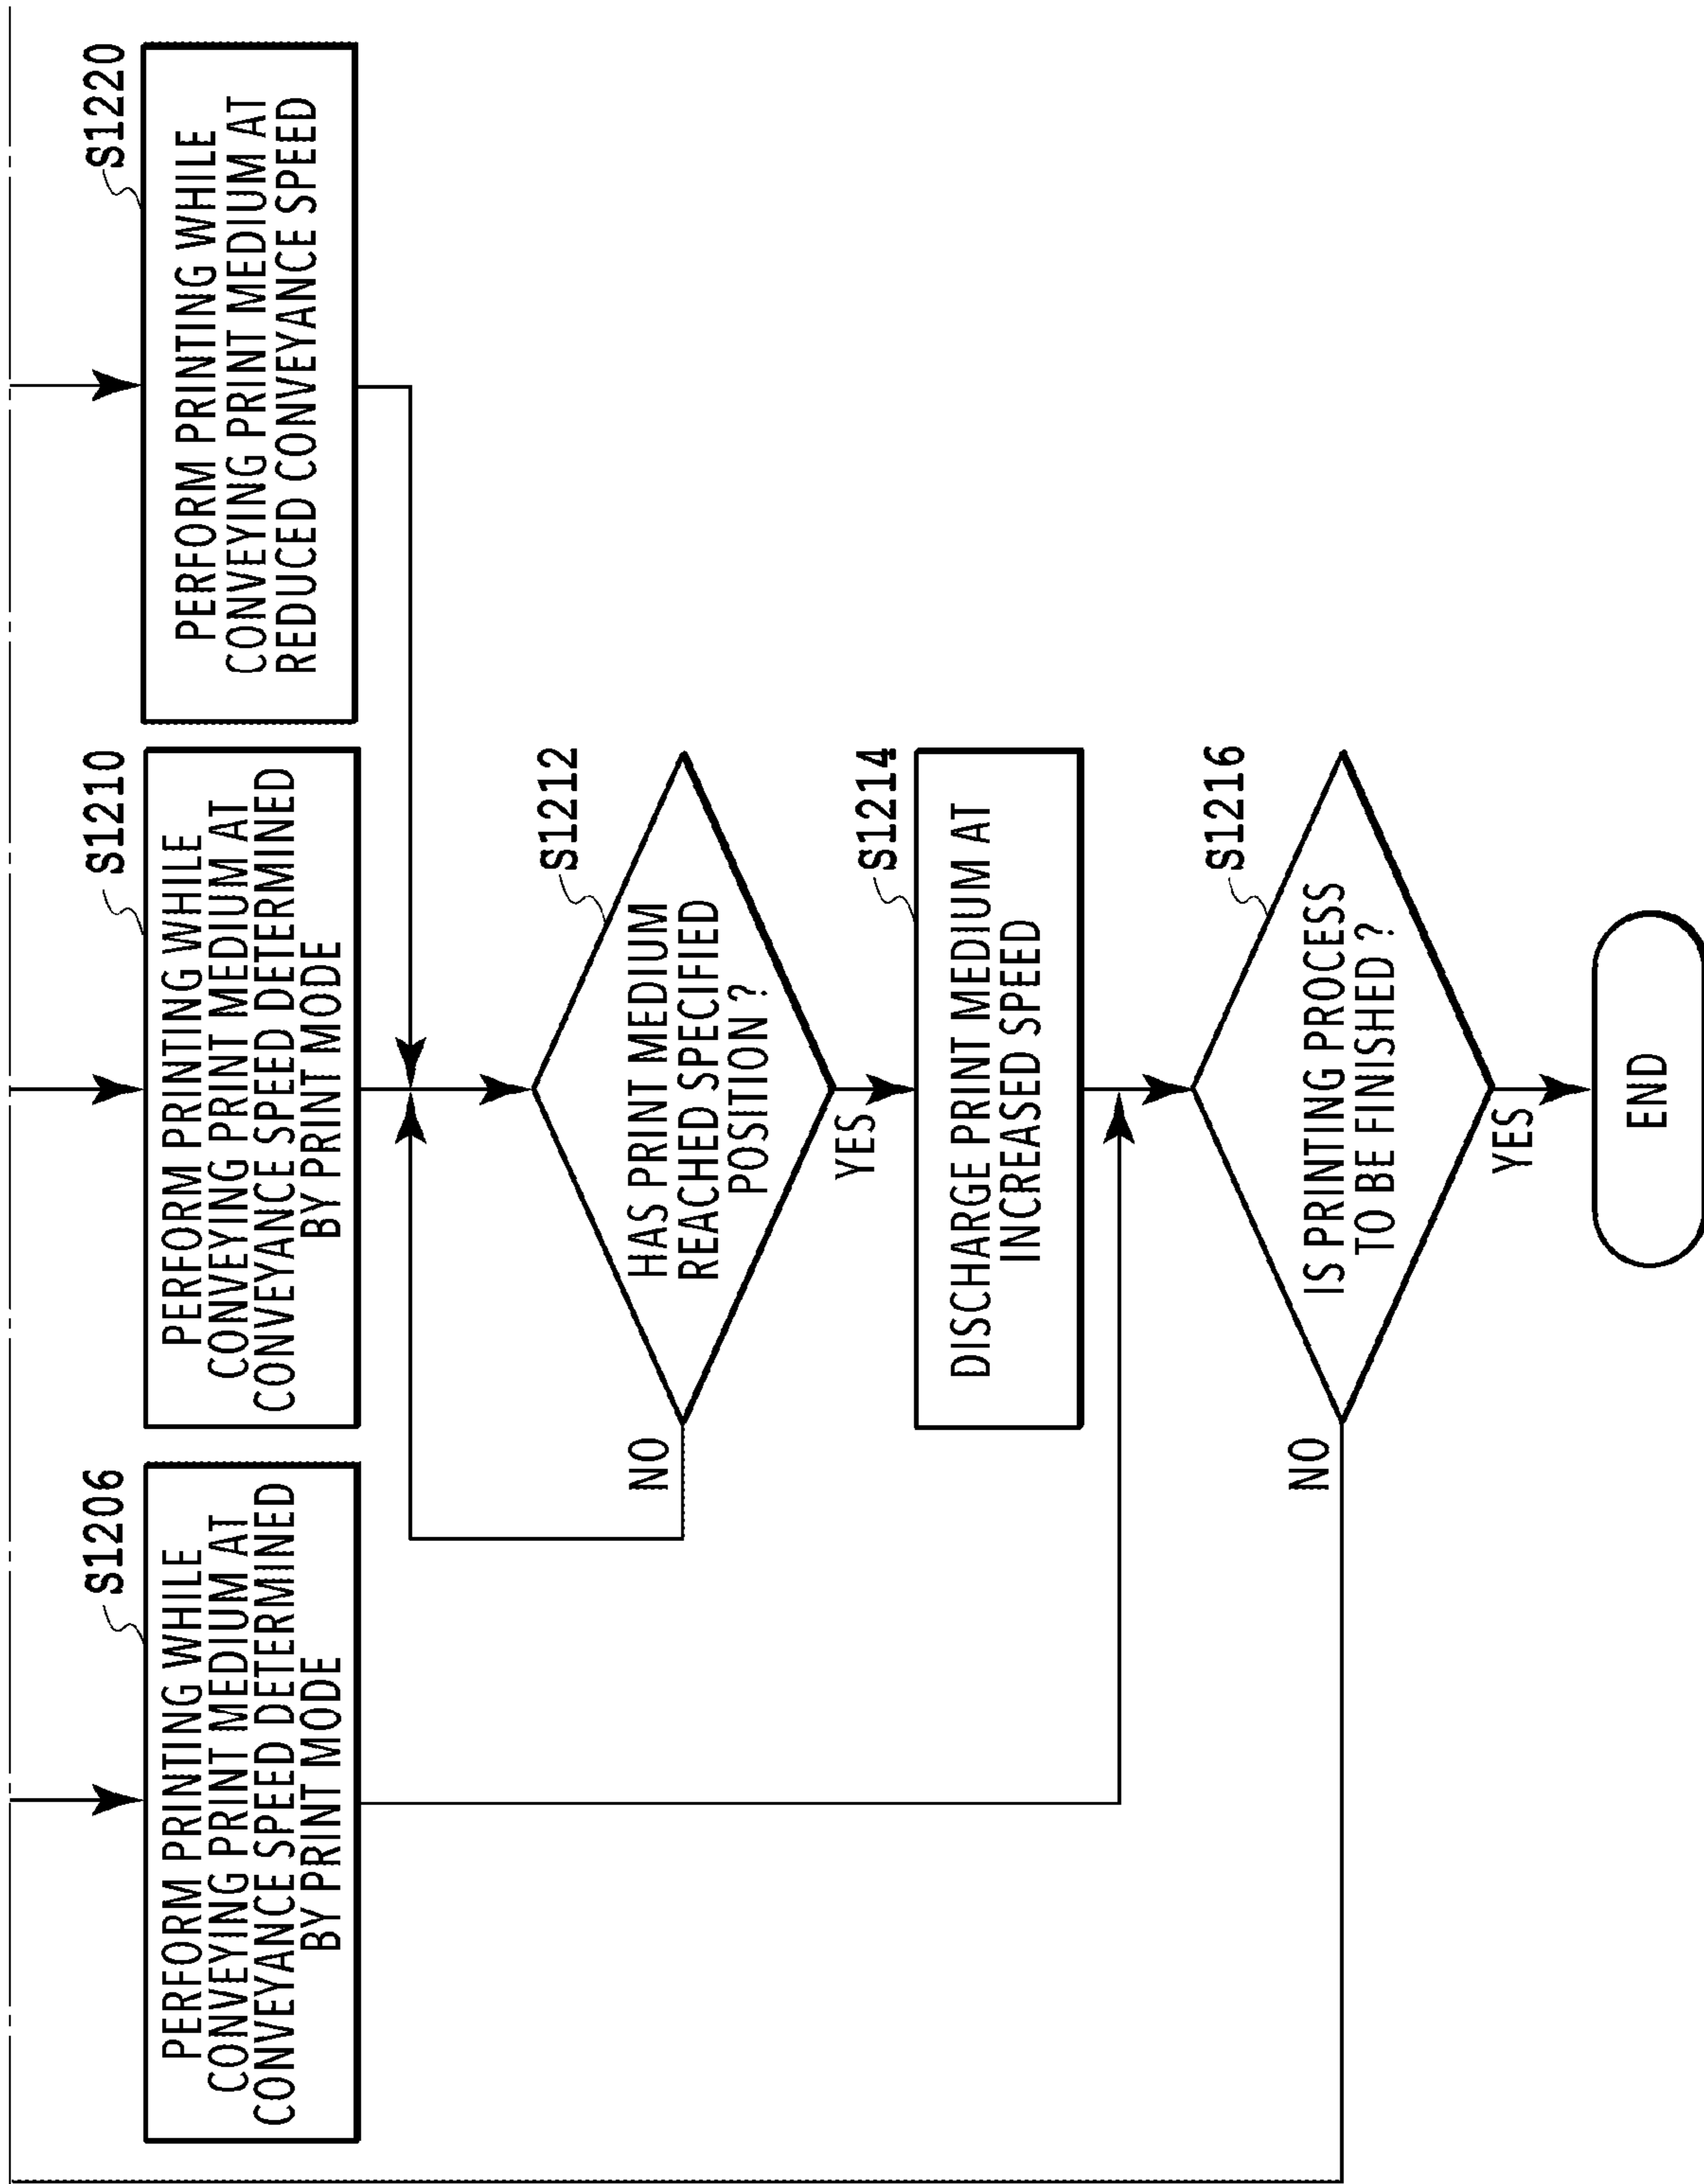 S1206
PERFORM PRINTING WHILE
CONVEYING PRINT MEDIUM AT
CONVEYANCE SPEED DETERMINED
BY PRINT MODE
S1210
PERFORM PRINTING WHILE
CONVEYING PRINT MEDIUM AT
CONVEYANCE SPEED DETERMINED
BY PRINT MODE
S1220
PERFORM PRINTING WHILE
CONVEYING PRINT MEDIUM AT
REDUCED CONVEYANCE SPEED
S1212
HAS PRINT MEDIUM
REACHED SPECIFIED
POSITION ?
NO
YES
S1214
DISCHARGE PRINT MEDIUM AT
INCREASED SPEED
S1216
IS PRINTING PROCESS
TO BE FINISHED ?
NO
YES
END